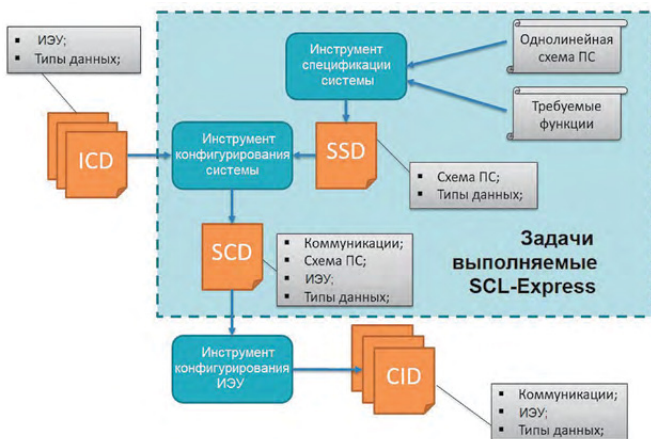 ▪ ИЭУ;
▪ Типы данных;
Инструмент
спецификации
системы
Однолинейная
схема ПС
Требуемые
функции
ICD
Инструмент
конфигурирования
системы
SSD
▪ Схема ПС;
▪ Типы данных;
SCD
▪ Коммуникации;
▪ Схема ПС;
▪ ИЭУ;
▪ Типы данных;
Задачи
выполняемые
SCL-Express
Инструмент
конфигурирования
ИЭУ
CID
▪ Коммуникации;
▪ ИЭУ;
▪ Типы данных;